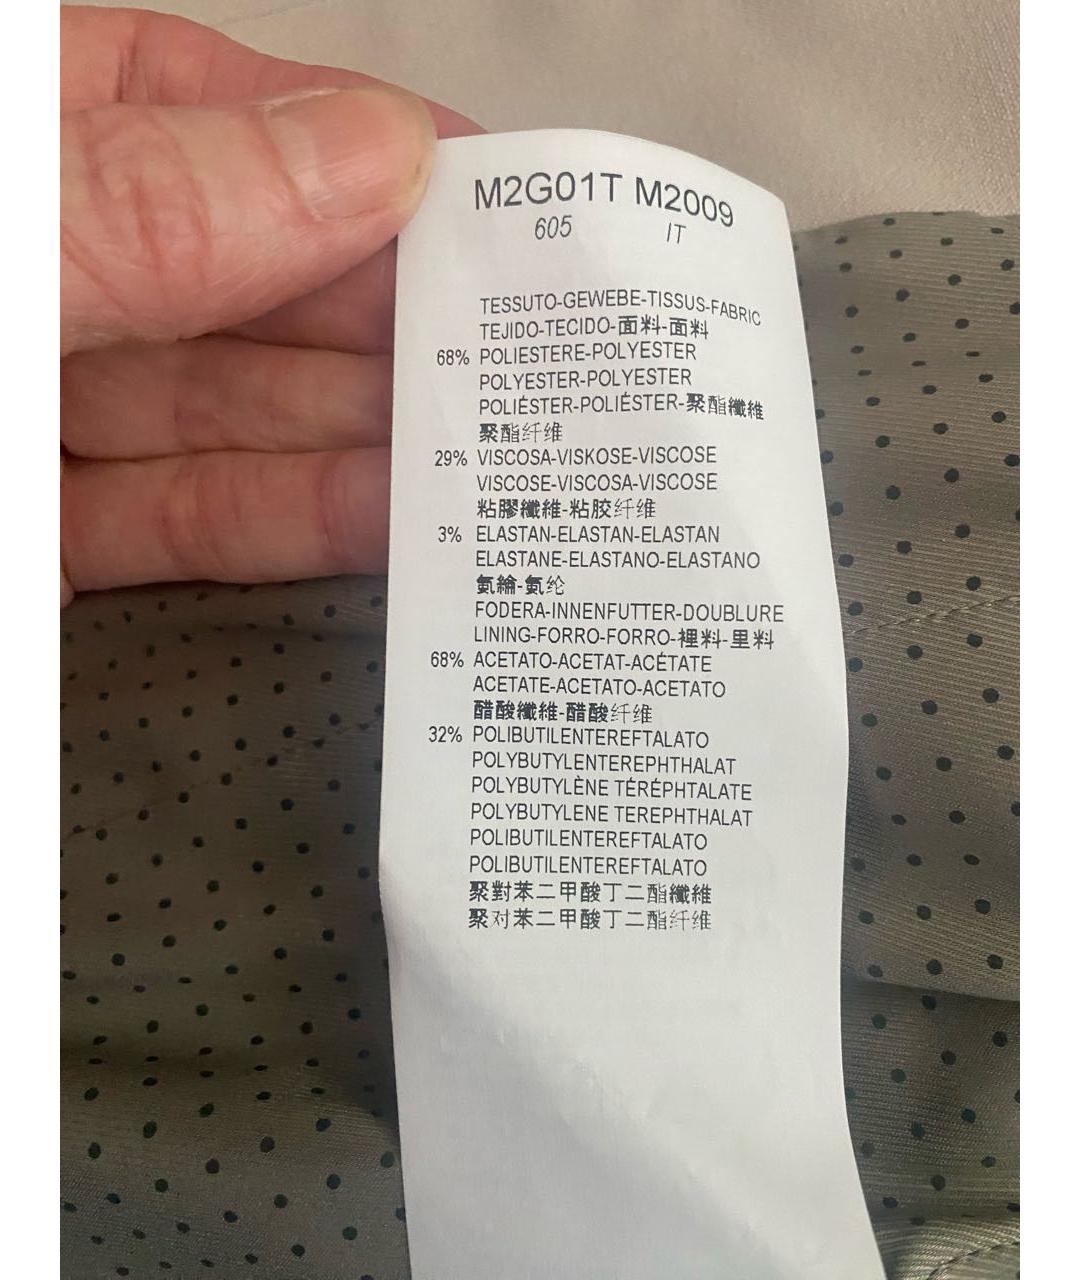 M2G01T M2009
605 IT
TESSUTO-GEWEBE-TISSUS-FABRIC
TEJIDO-TECIDO-面料-面料
68% POLIESTERE-POLYESTER
POLYESTER-POLYESTER
POLIÉSTER-POLIÉSTER-聚酯纖維
聚酯纤维
29% VISCOSA-VISKOSE-VISCOSE
VISCOSE-VISCOSA-VISCOSE
粘膠纖維-粘胶纤维
3% ELASTAN-ELASTAN-ELASTAN
ELASTANE-ELASTANO-ELASTANO
氨綸-氨纶
FODERA-INNENFUTTER-DOUBLURE
LINING-FORRO-FORRO-裡料-里料
68% ACETATO-ACETAT-ACÉTATE
ACETATE-ACETATO-ACETATO
醋酸纖維-醋酸纤维
32% POLIBUTILENTEREFTALATO
POLYBUTYLENTEREPHTHALAT
POLYBUTYLÈNE TÉRÉPHTALATE
POLYBUTYLENE TEREPHTHALAT
POLIBUTILENTEREFTALATO
POLIBUTILENTEREFTALATO
聚對苯二甲酸丁二酯纖維
聚对苯二甲酸丁二酯纤维